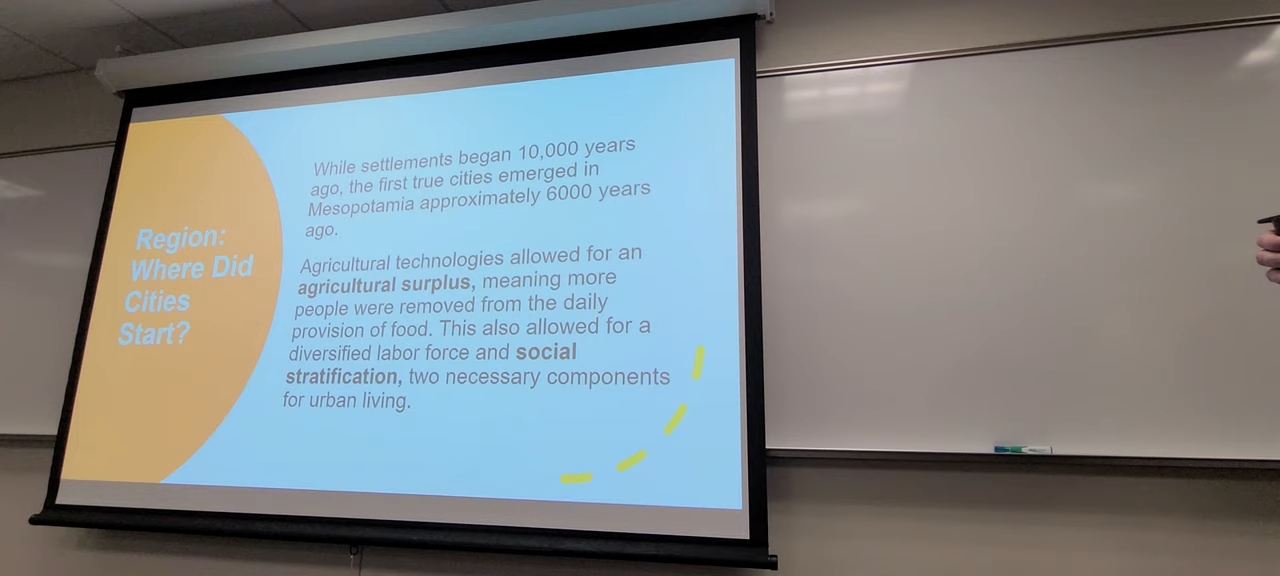 Region:
Where Did
Cities
Start?
While settlements began 10,000 years
ago, the first true cities emerged in
Mesopotamia approximately 6000 years
ago.
Agricultural technologies allowed for an
agricultural surplus, meaning more
people were removed from the daily
provision of food. This also allowed for a
diversified labor force and social
stratification, two necessary components
for urban living.